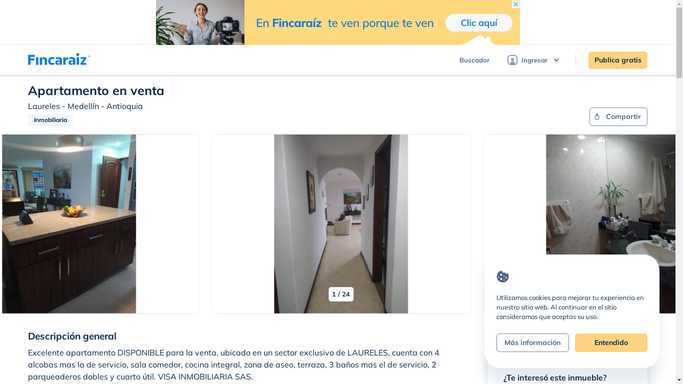 En Fincaraíz te ven porque te ven
Clic aquí
Fincaraiz
Buscador
Ingresar
Publica gratis
Apartamento en venta
Laureles - Medellín - Antioquia
Inmobiliaria
Compartir
1 / 24
Utilizamos cookies para mejorar tu experiencia en
nuestro sitio web. Al continuar en el sitio
consideramos que aceptas su uso.
Más información
Entendido
Descripción general
Excelente apartamento DISPONIBLE para la venta, ubicado en un sector exclusivo de LAURELES, cuenta con 4
alcobas mas la de servicio, sala comedor, cocina integral, zona de aseo, terraza, 3 baños mas el de servicio, 2
parqueaderos dobles y cuarto útil. VISA INMOBILIARIA SAS.
¿Te interesó este inmueble?